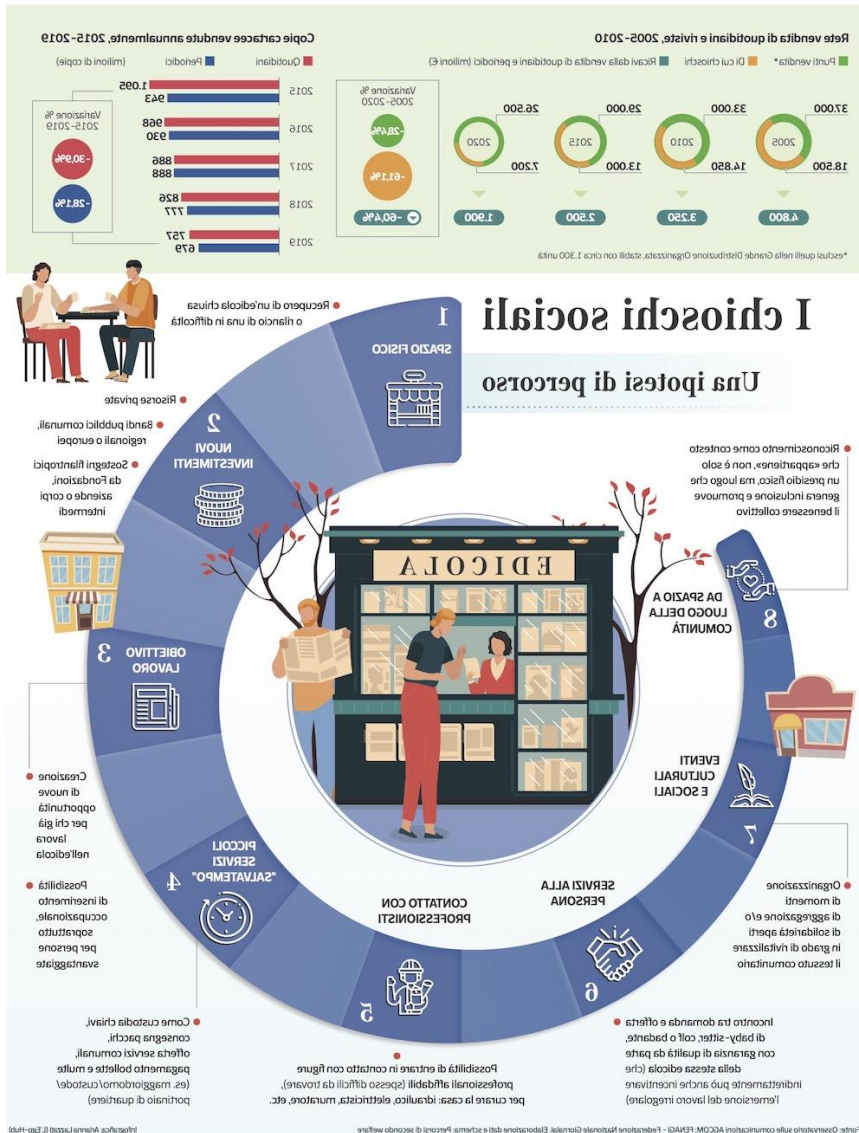 Rete vendita di quotidiani e riviste, 2005-2010
Punti vendita* Di cui chioschi Ricavi dalla vendita di quotidiani e periodici (milioni €)
37.000 33.000 29.000 26.500
2005 2010 2015 2020
18.500 14.850 13.000 7.200
4.800 3.250 2.500 1.900
Variazione %
2005-2020
-28,4%
-61,1%
-60,4%
*esclusi quelli nella Grande Distribuzione Organizzata, stabili con circa 1.300 unità
Copie cartacee vendute annualmente, 2015-2019
Quotidiani Periodici (milioni di copie)
2015
1.095
943
2016
968
930
2017
886
888
2018
826
777
2019
757
679
Variazione %
2015-2019
-30,9%
-28,1%
I chioschi sociali
Una ipotesi di percorso
1
SPAZIO FISICO
Recupero di un'edicola chiusa
o rilancio di una in difficoltà
2
NUOVI
INVESTIMENTI
Risorse private
Bandi pubblici comunali,
regionali o europei
Sostegni filantropici
da Fondazioni,
aziende o corpi
intermedi
3
OBIETTIVO
LAVORO
Creazione
di nuove
opportunità
per chi già
lavora
nell'edicola
Possibilità
di inserimento
occupazionale,
soprattutto
per persone
svantaggiate
4
PICCOLI
SERVIZI
"SALVATEMPO"
Come custodia chiavi,
consegna pacchi,
offerta servizi comunali,
pagamento bollette e multe
(es. maggiordomo/custode/
portinaio di quartiere)
5
CONTATTO CON
PROFESSIONISTI
Possibilità di entrare in contatto con figure
professionali affidabili (spesso difficili da trovare),
per curare la casa: idraulico, elettricista, muratore, etc.
6
SERVIZI ALLA
PERSONA
Incontro tra domanda e offerta
di baby-sitter, colf o badante,
con garanzia di qualità da parte
della stessa edicola (che
indirettamente può anche incentivare
l'emersione del lavoro irregolare)
7
EVENTI
CULTURALI
E SOCIALI
Organizzazione
di momenti
di aggregazione e/o
di solidarietà aperti
in grado di rivitalizzare
il tessuto comunitario
8
DA SPAZIO A
LUOGO DELLA
COMUNITÀ
Riconoscimento come contesto
che «appartiene», non è solo
un presidio fisico, ma luogo che
genera inclusione e promuove
il benessere collettivo
EDICOLA
Fonte: Osservatorio sulle comunicazioni AGCOM; FENAGI - Federazione Nazionale Giornalai. Elaborazione dati e schema: Percorsi di secondo welfare
Infografica: Arianna Lazzati (L'Ego-Hub)